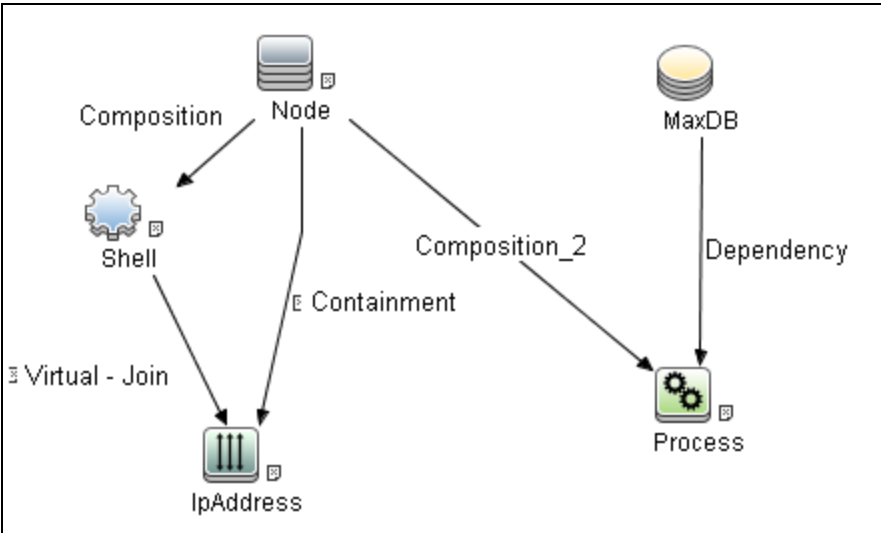 Node
MaxDB
Composition
Shell
Composition_2
Dependency
Containment
Virtual - Join
Process
IpAddress